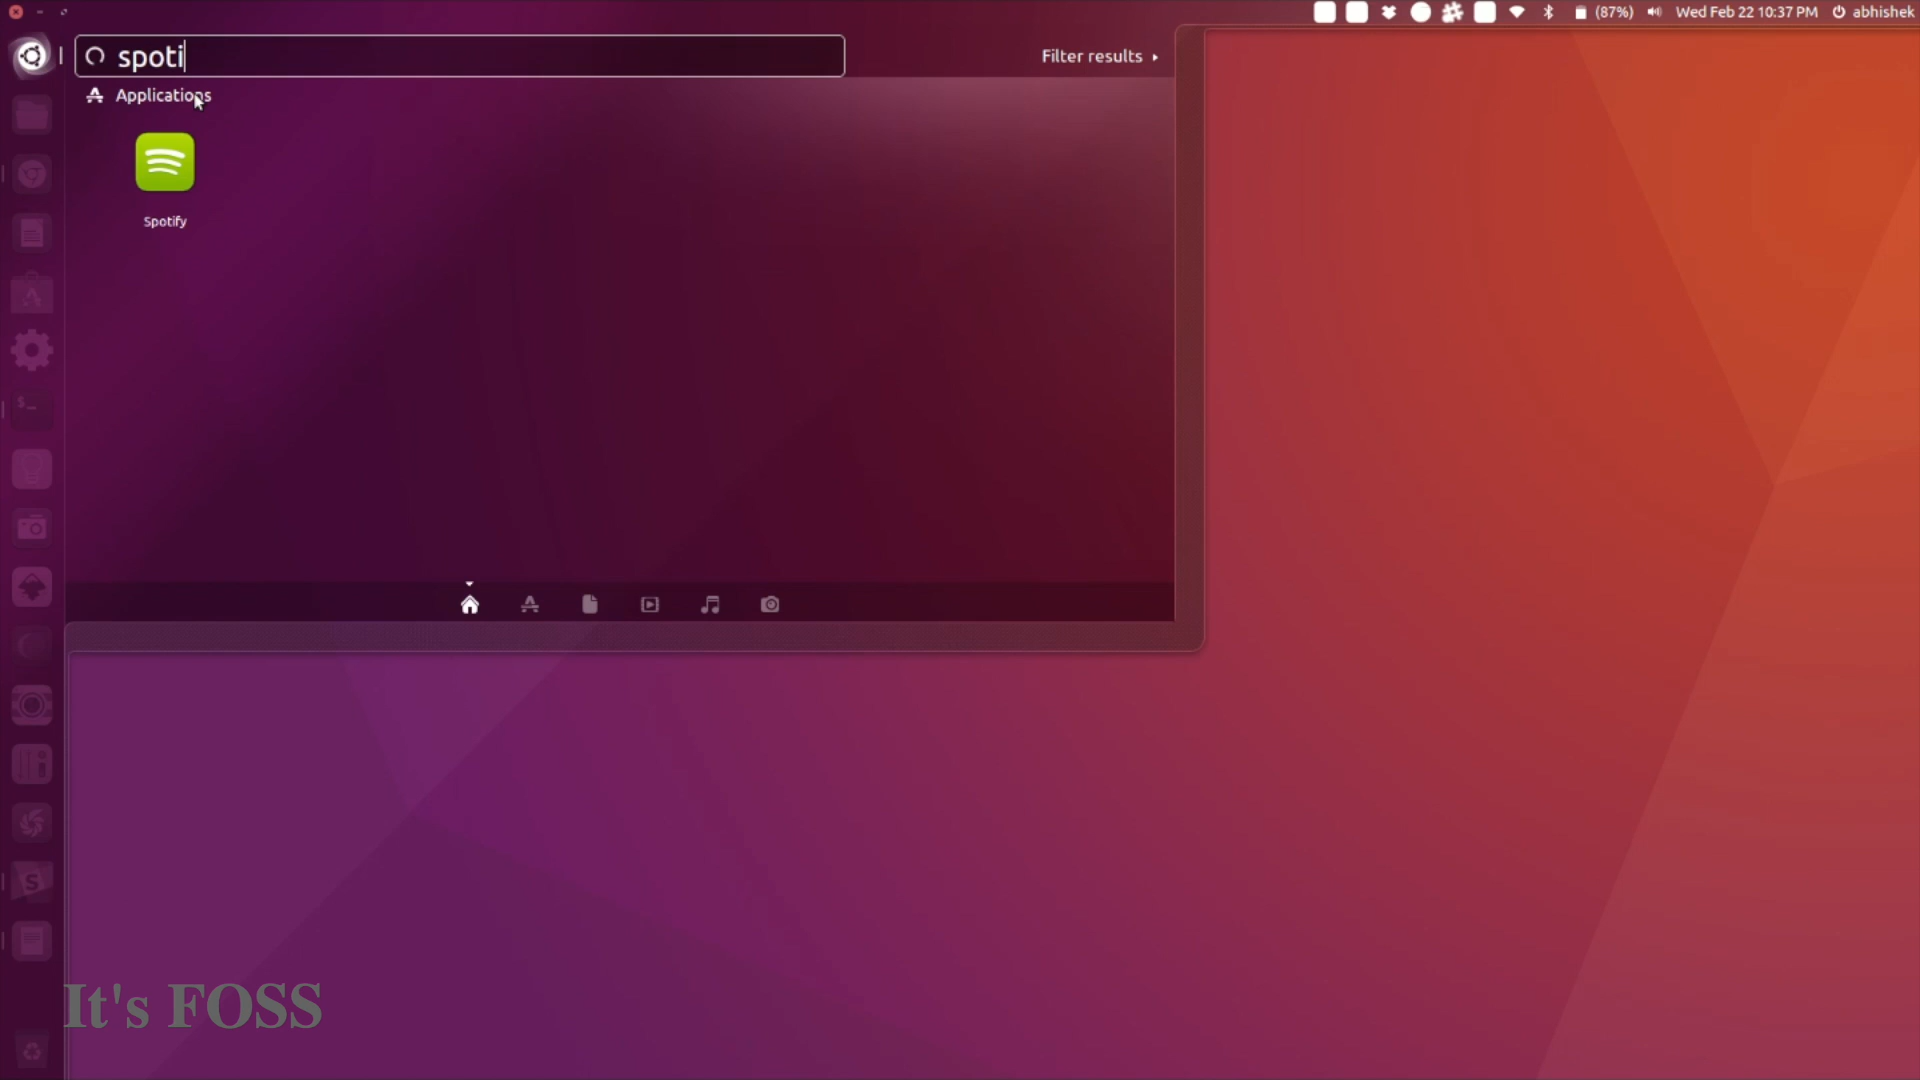 (87%) Wed Feb 22 10:37 PM abhishek
spoti
Filter results
Applications
Spotify
$_
S
It's FOSS